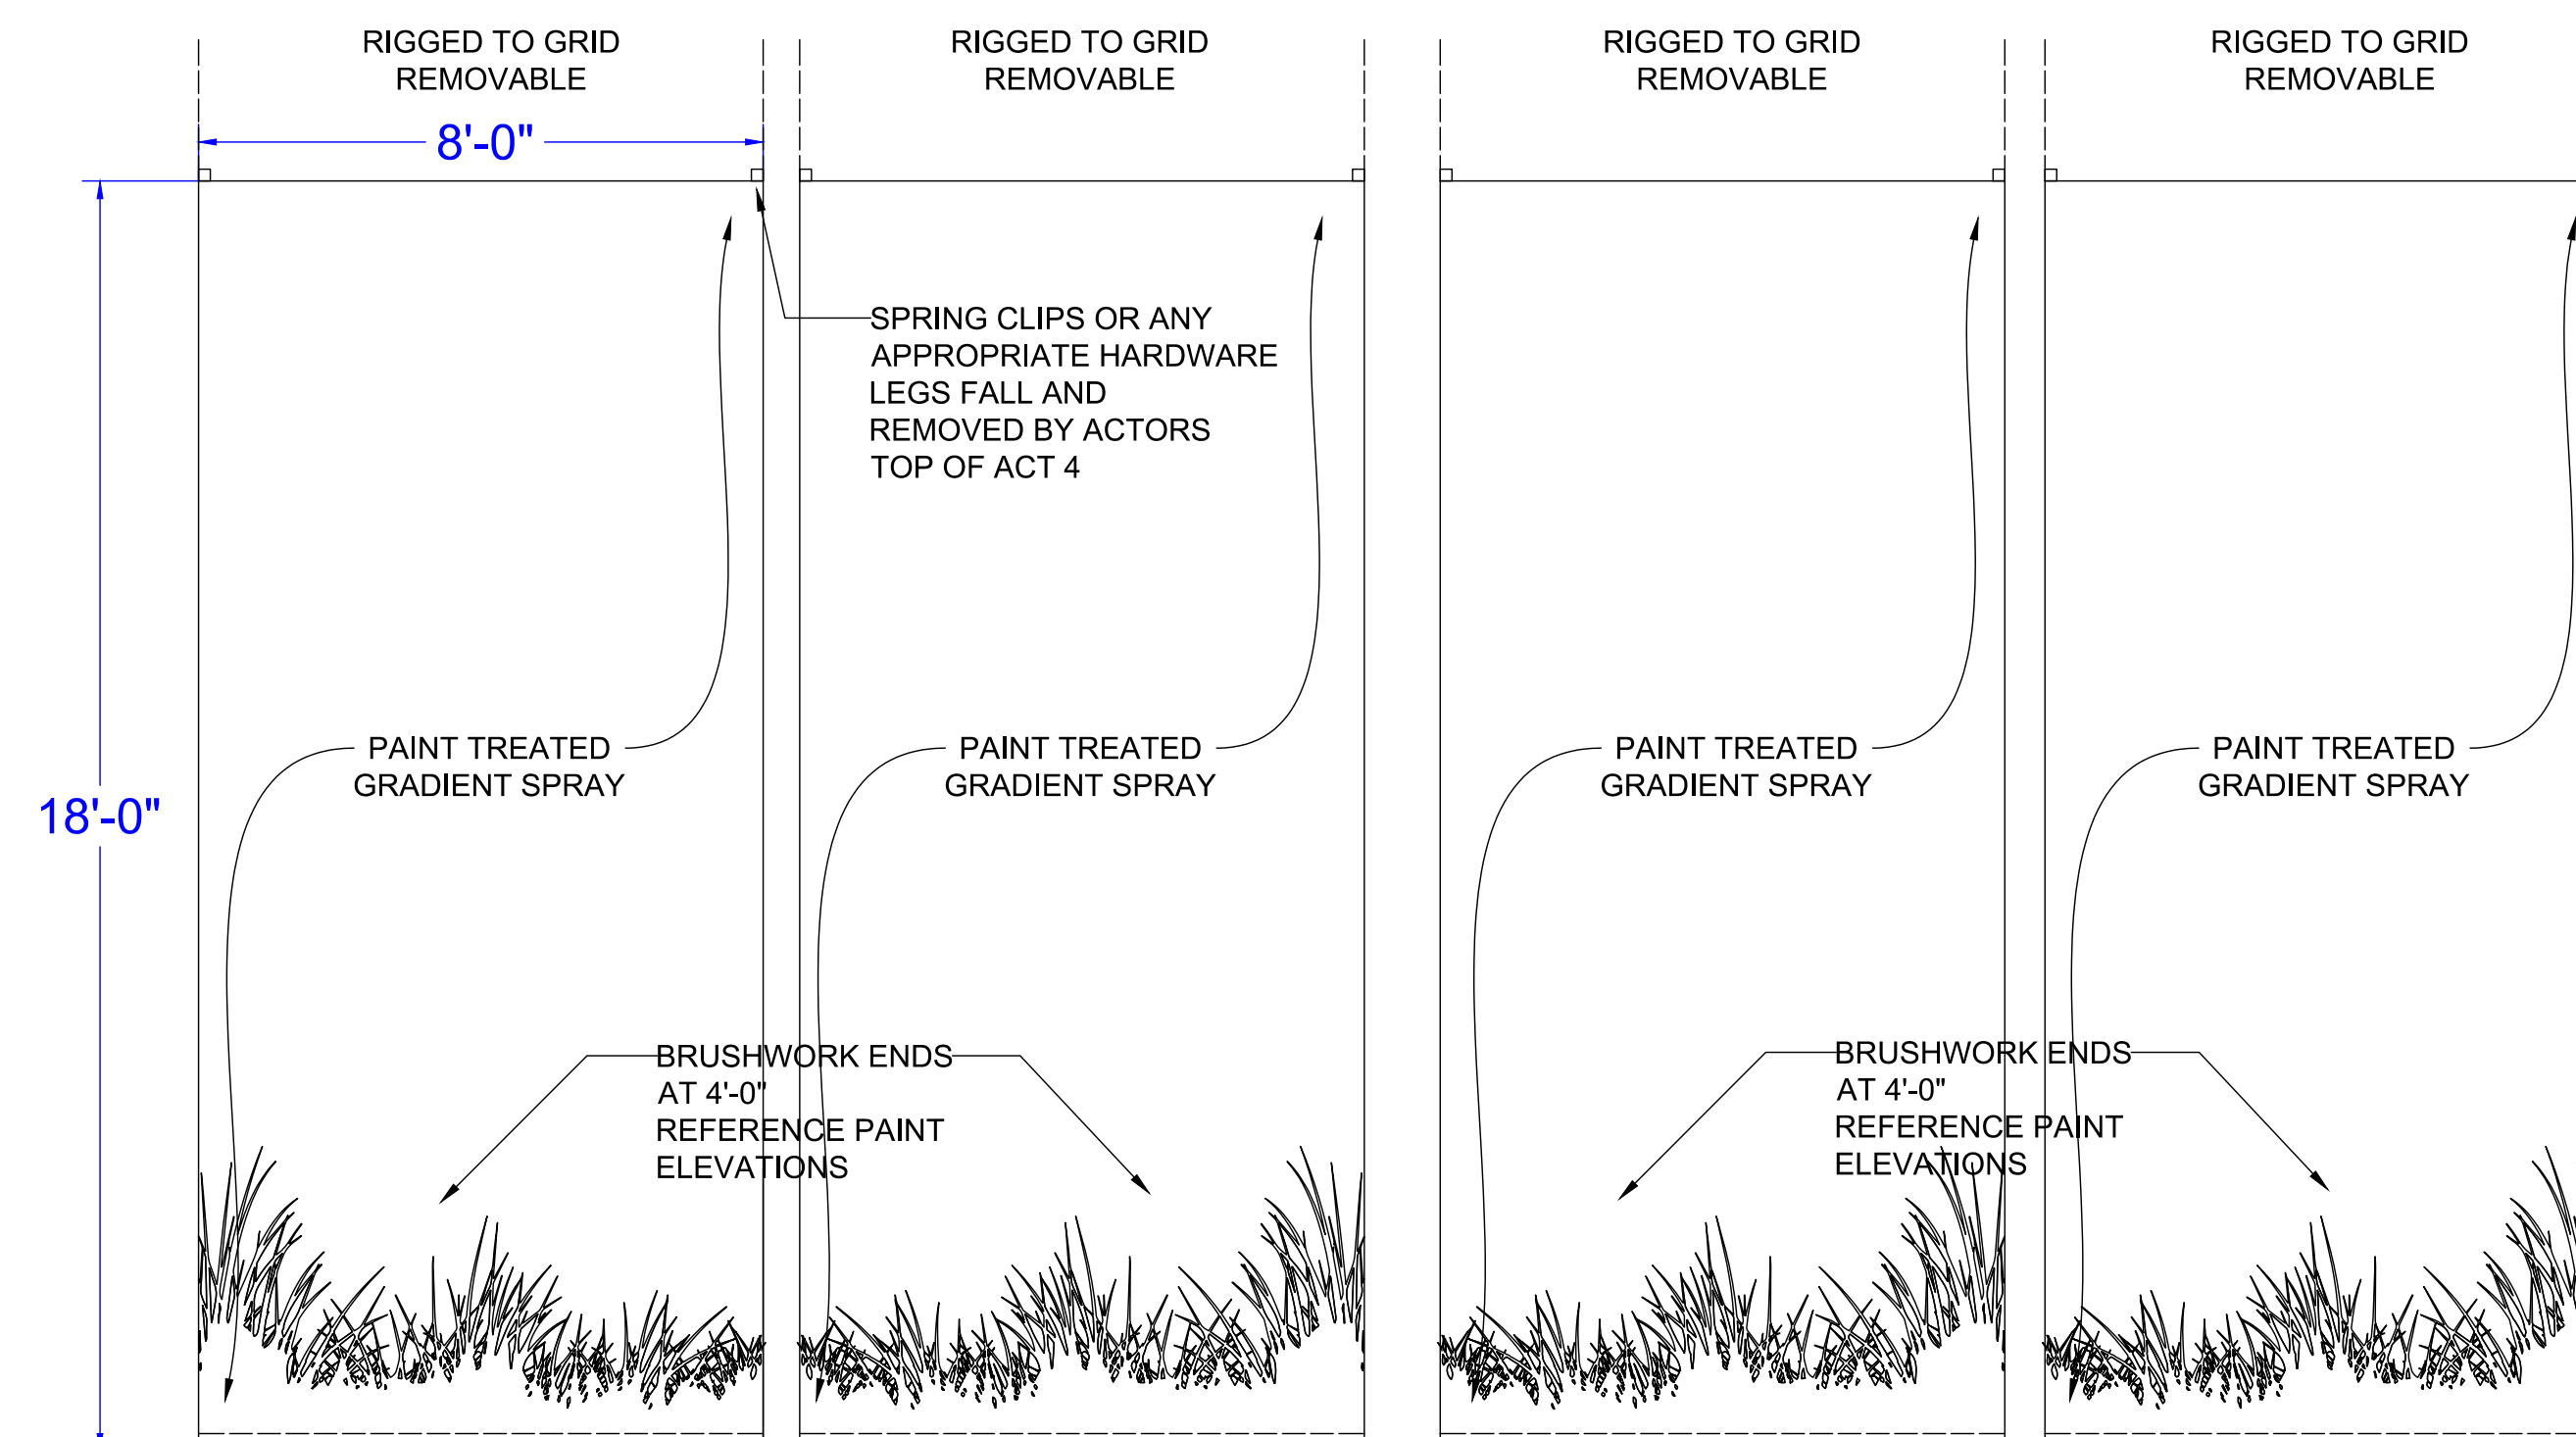 RIGGED TO GRID
REMOVABLE
RIGGED TO GRID
REMOVABLE
RIGGED TO GRID
REMOVABLE
RIGGED TO GRID
REMOVABLE
8'-0"
SPRING CLIPS OR ANY
APPROPRIATE HARDWARE
LEGS FALL AND
REMOVED BY ACTORS
TOP OF ACT 4
18'-0"
PAINT TREATED
GRADIENT SPRAY
PAINT TREATED
GRADIENT SPRAY
PAINT TREATED
GRADIENT SPRAY
PAINT TREATED
GRADIENT SPRAY
BRUSHWORK ENDS
AT 4'-0"
REFERENCE PAINT
ELEVATIONS
BRUSHWORK ENDS
AT 4'-0"
REFERENCE PAINT
ELEVATIONS